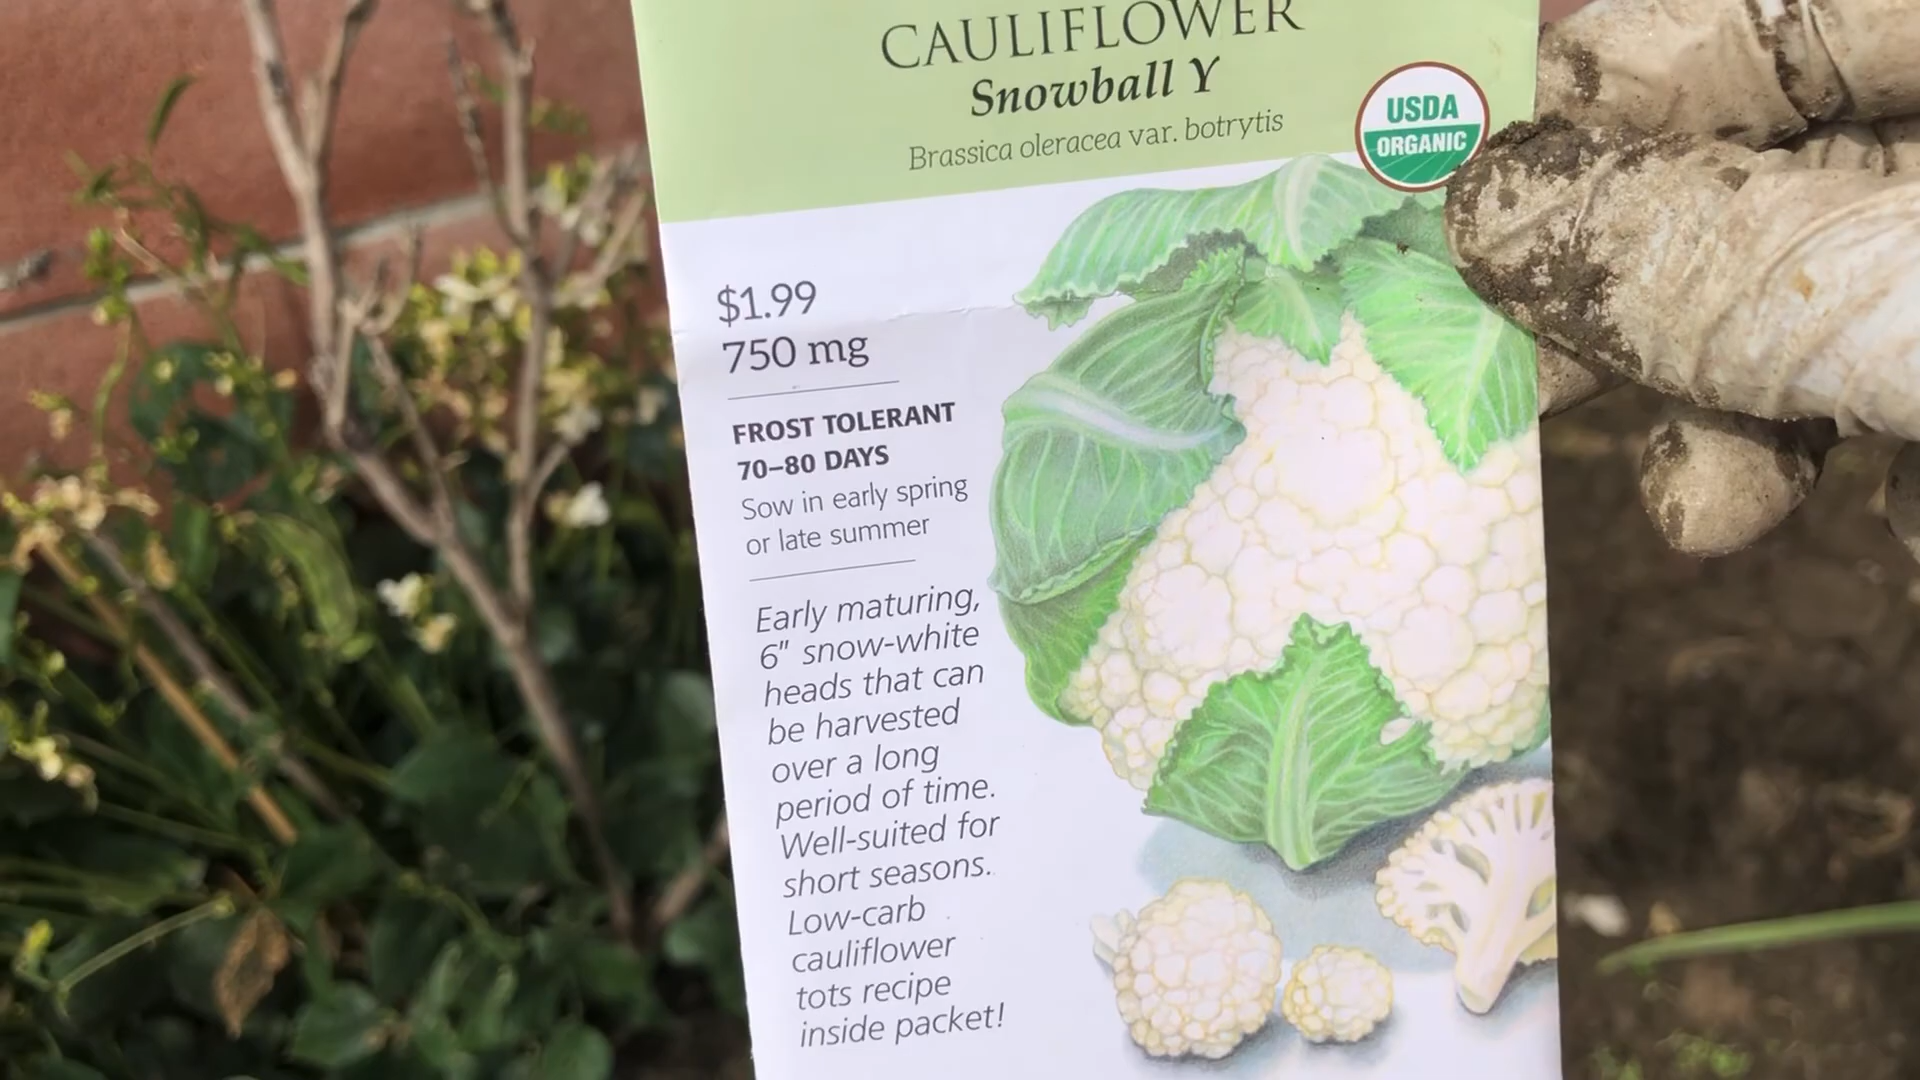 CAULIFLOWER
Snowball Y
Brassica oleracea var. botrytis
USDA
ORGANIC
$1.99
750 mg
FROST TOLERANT
70–80 DAYS
Sow in early spring
or late summer
Early maturing,
6" snow-white
heads that can
be harvested
over a long
period of time.
Well-suited for
short seasons.
Low-carb
cauliflower
tots recipe
inside packet!